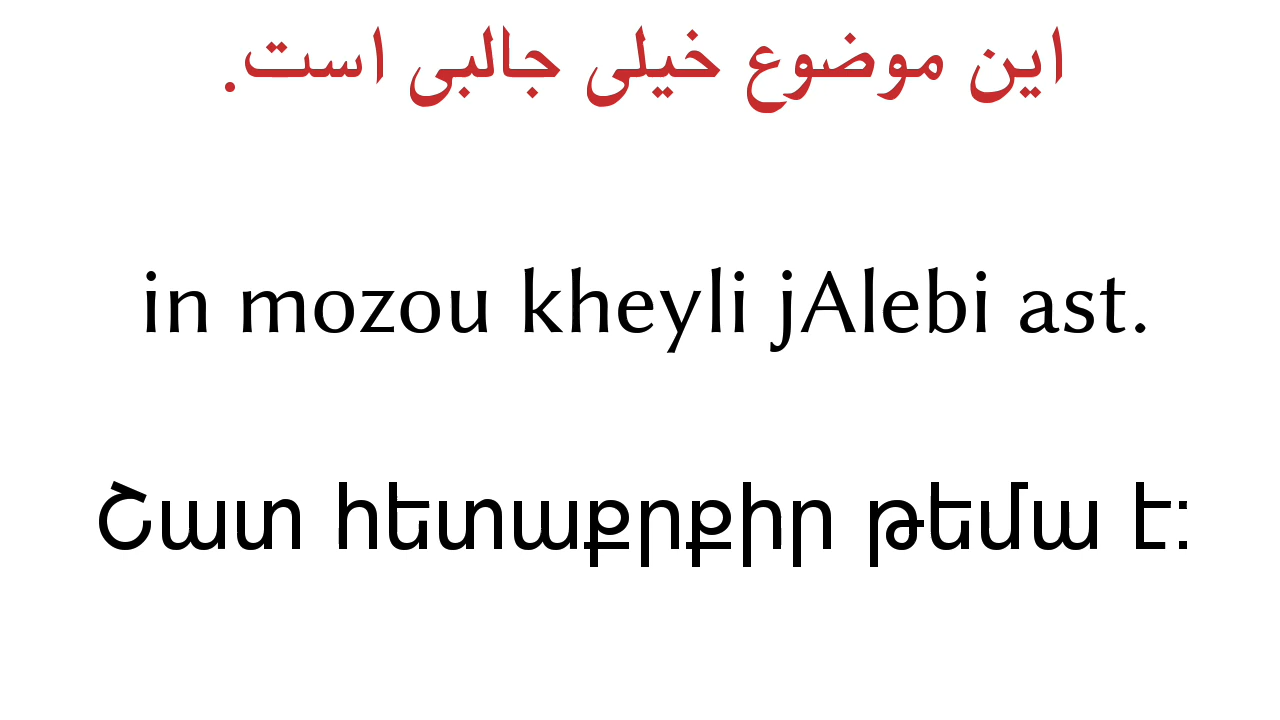 این موضوع خیلی جالبی است.
in mozou kheyli jAlebi ast.
Շատ հետաքրքիր թեմա է: